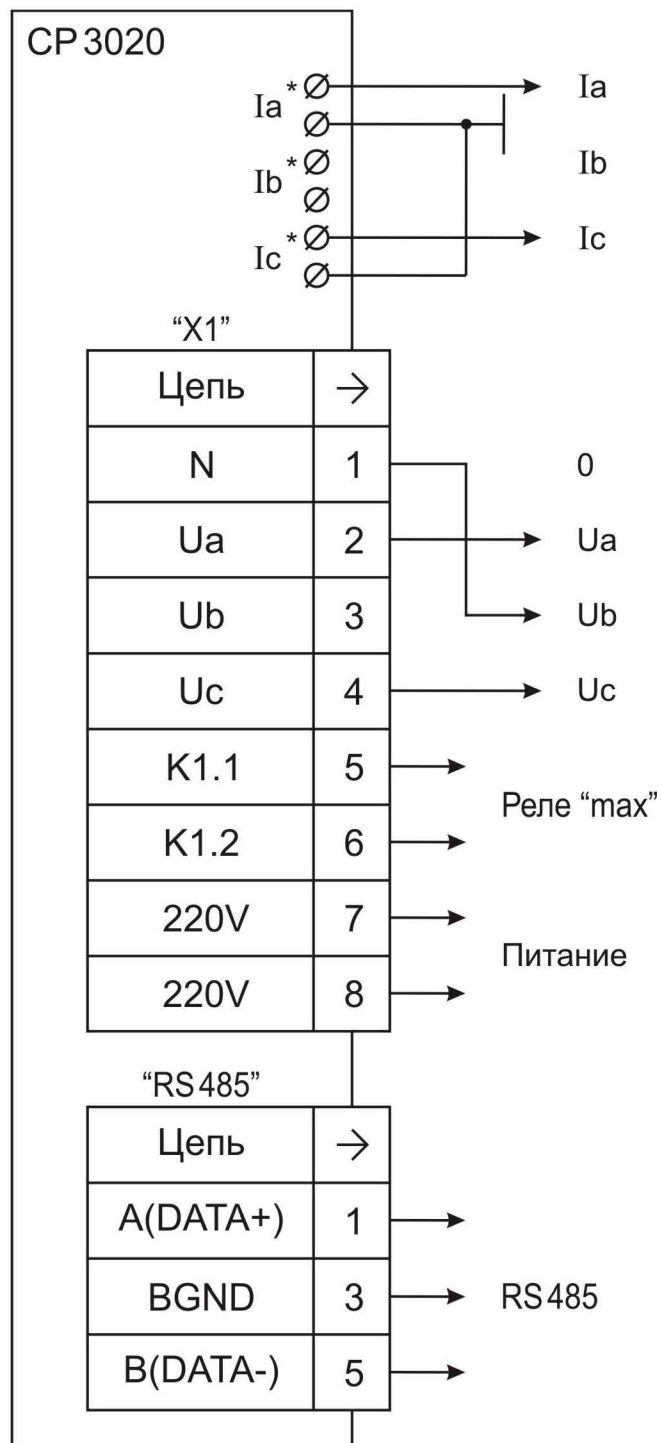 CP 3020
Ia * Ia
Ib * Ib
Ic * Ic
“X1”
Цепь →
N 1 0
Ua 2 Ua
Ub 3 Ub
Uc 4 Uc
K1.1 5
Реле “max”
K1.2 6
220V 7
Питание
220V 8
“RS485”
Цепь →
A(DATA+) 1
BGND 3 RS485
B(DATA-) 5